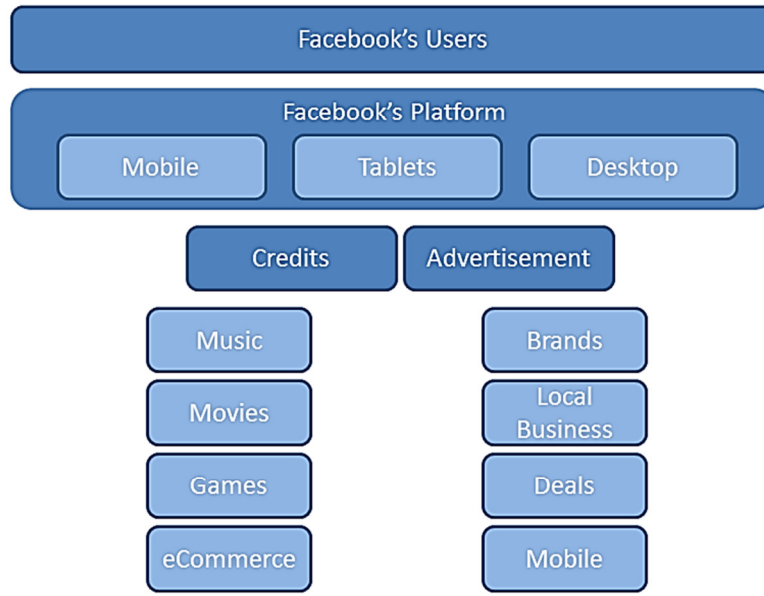 Facebook's Users
Facebook's Platform
Mobile
Tablets
Desktop
Credits
Advertisement
Music
Brands
Movies
Local
Business
Games
Deals
eCommerce
Mobile